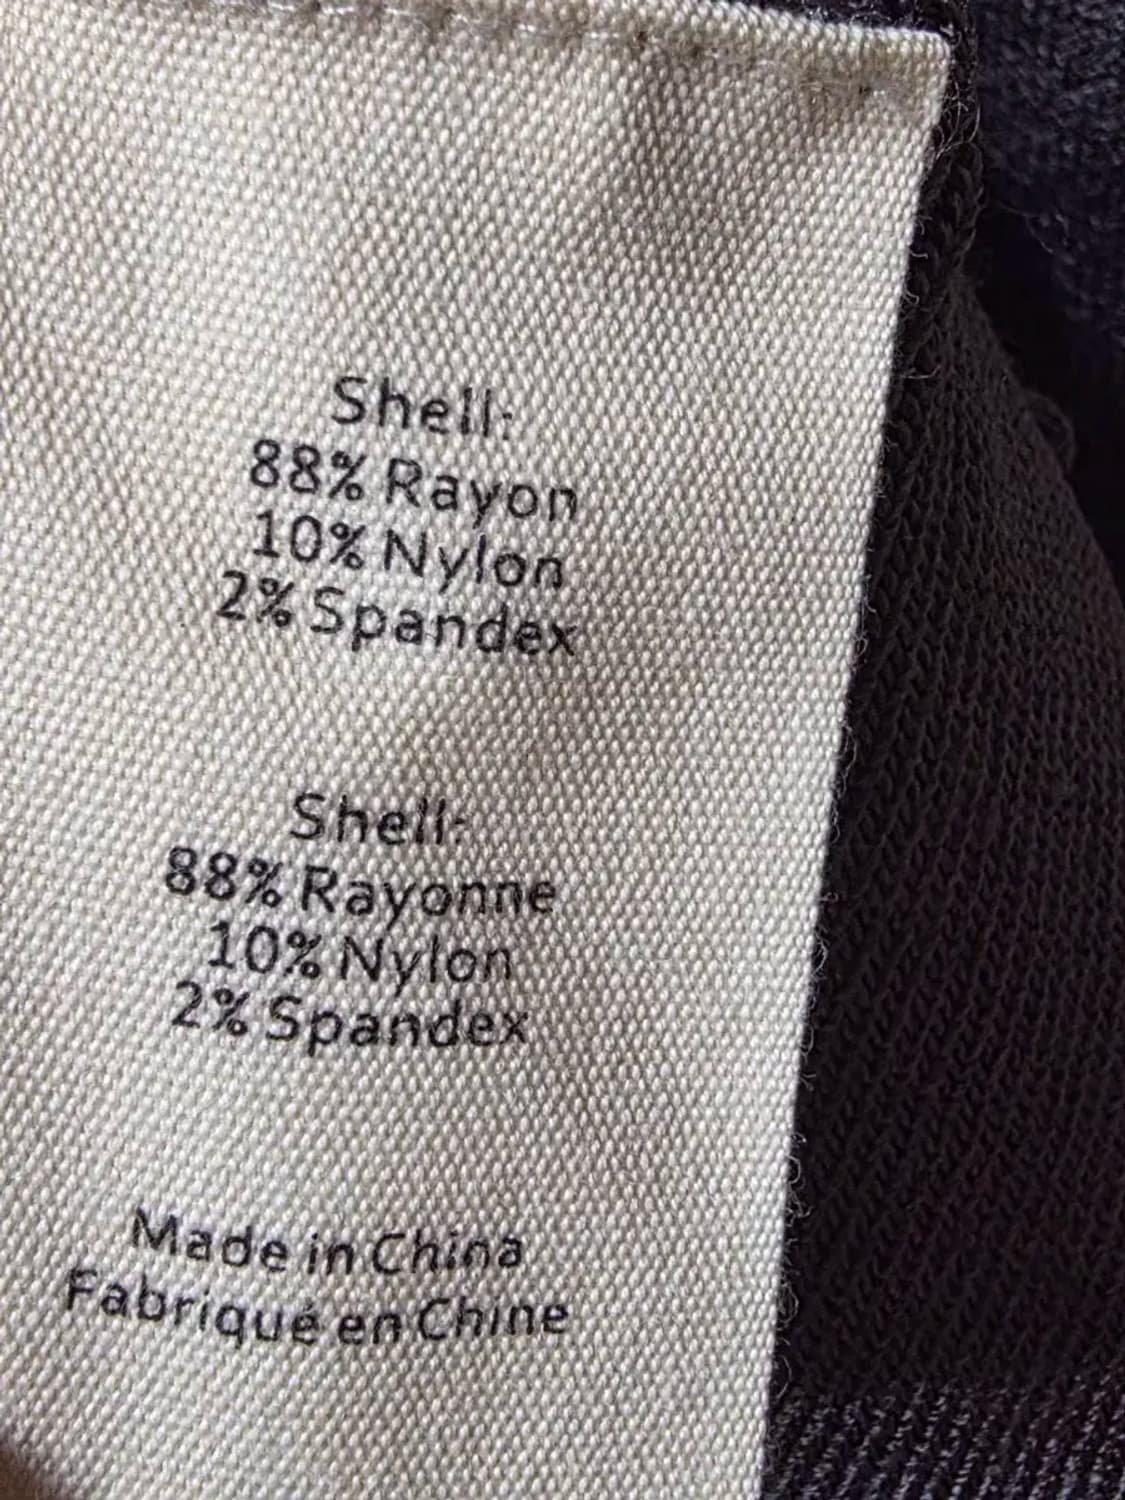 Shell:
88% Rayon
10% Nylon
2% Spandex
Shell:
88% Rayonne
10% Nylon
2% Spandex
Made in China
Fabriqué en Chine